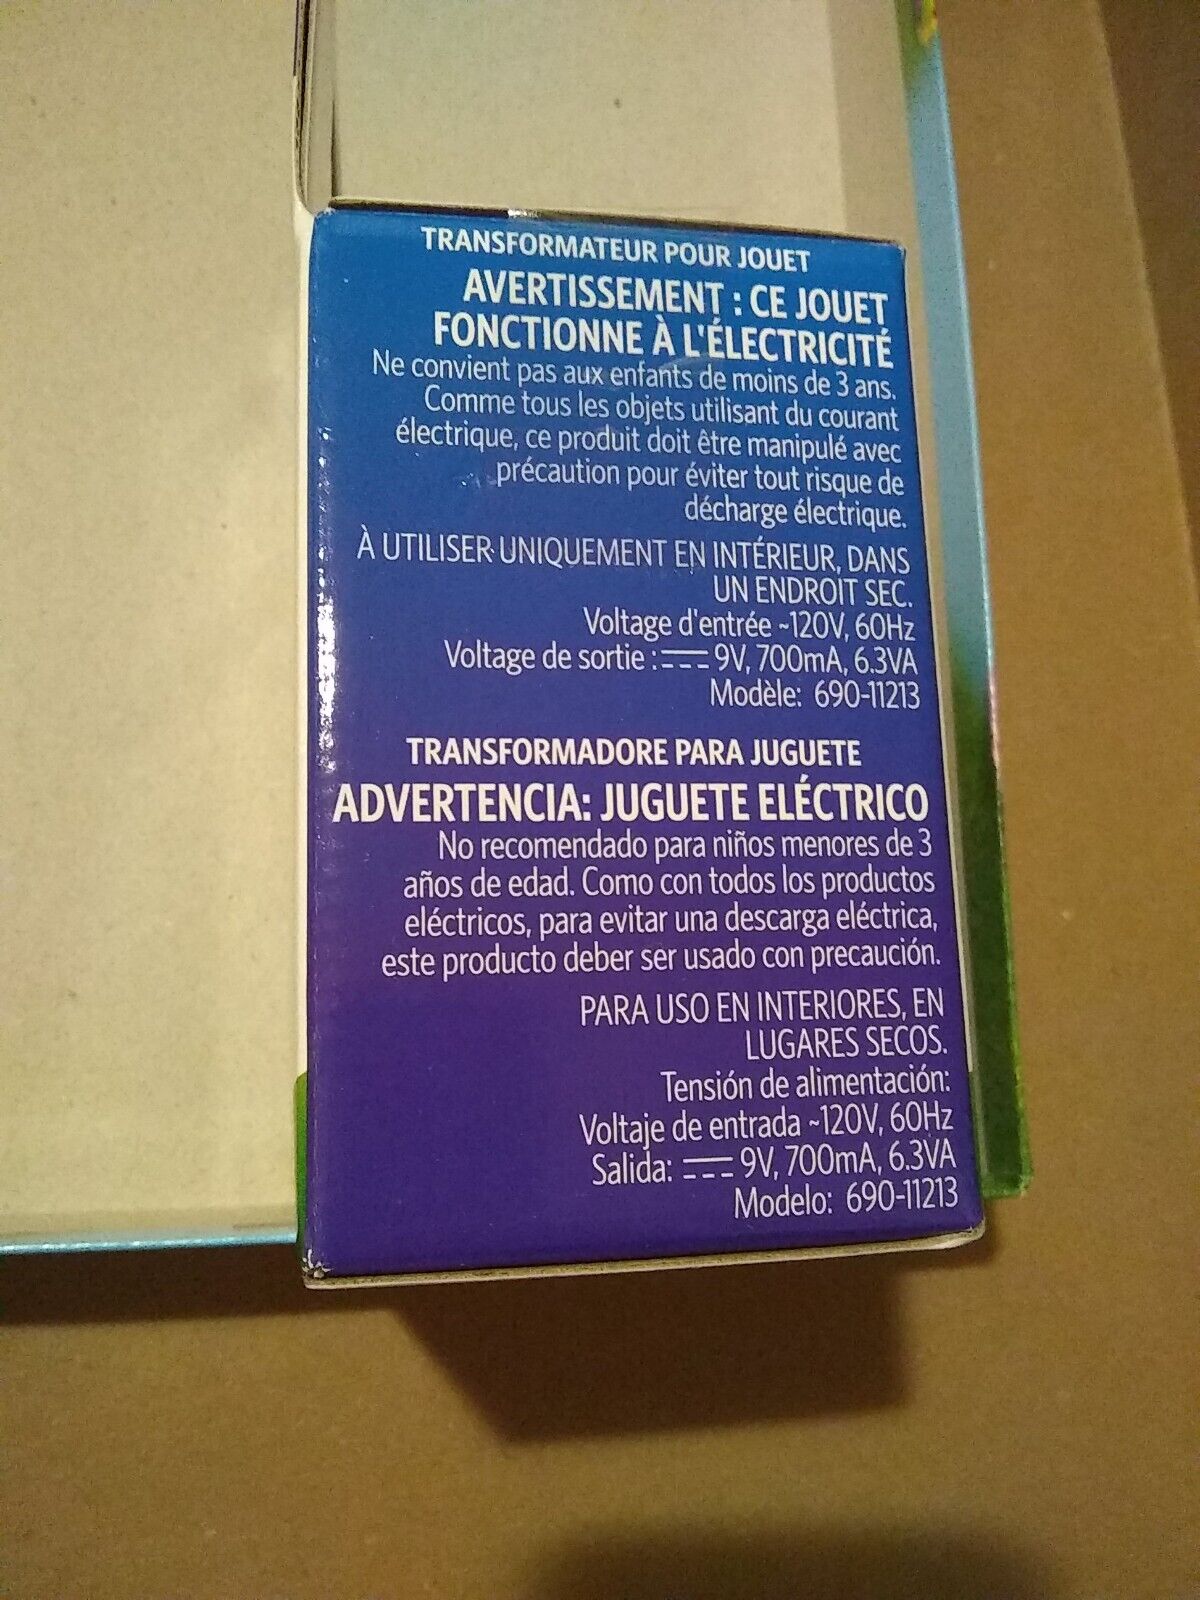 TRANSFORMATEUR POUR JOUET
AVERTISSEMENT : CE JOUET
FONCTIONNE À L'ÉLECTRICITÉ
Ne convient pas aux enfants de moins de 3 ans.
Comme tous les objets utilisant du courant
électrique, ce produit doit être manipulé avec
précaution pour éviter tout risque de
décharge électrique.
À UTILISER UNIQUEMENT EN INTÉRIEUR, DANS
UN ENDROIT SEC.
Voltage d'entrée ~120V, 60Hz
Voltage de sortie : ⎓ 9V, 700mA, 6.3VA
Modèle: 690-11213
TRANSFORMADORE PARA JUGUETE
ADVERTENCIA: JUGUETE ELÉCTRICO
No recomendado para niños menores de 3
años de edad. Como con todos los productos
eléctricos, para evitar una descarga eléctrica,
este producto deber ser usado con precaución.
PARA USO EN INTERIORES, EN
LUGARES SECOS.
Tensión de alimentación:
Voltaje de entrada ~120V, 60Hz
Salida: ⎓ 9V, 700mA, 6.3VA
Modelo: 690-11213